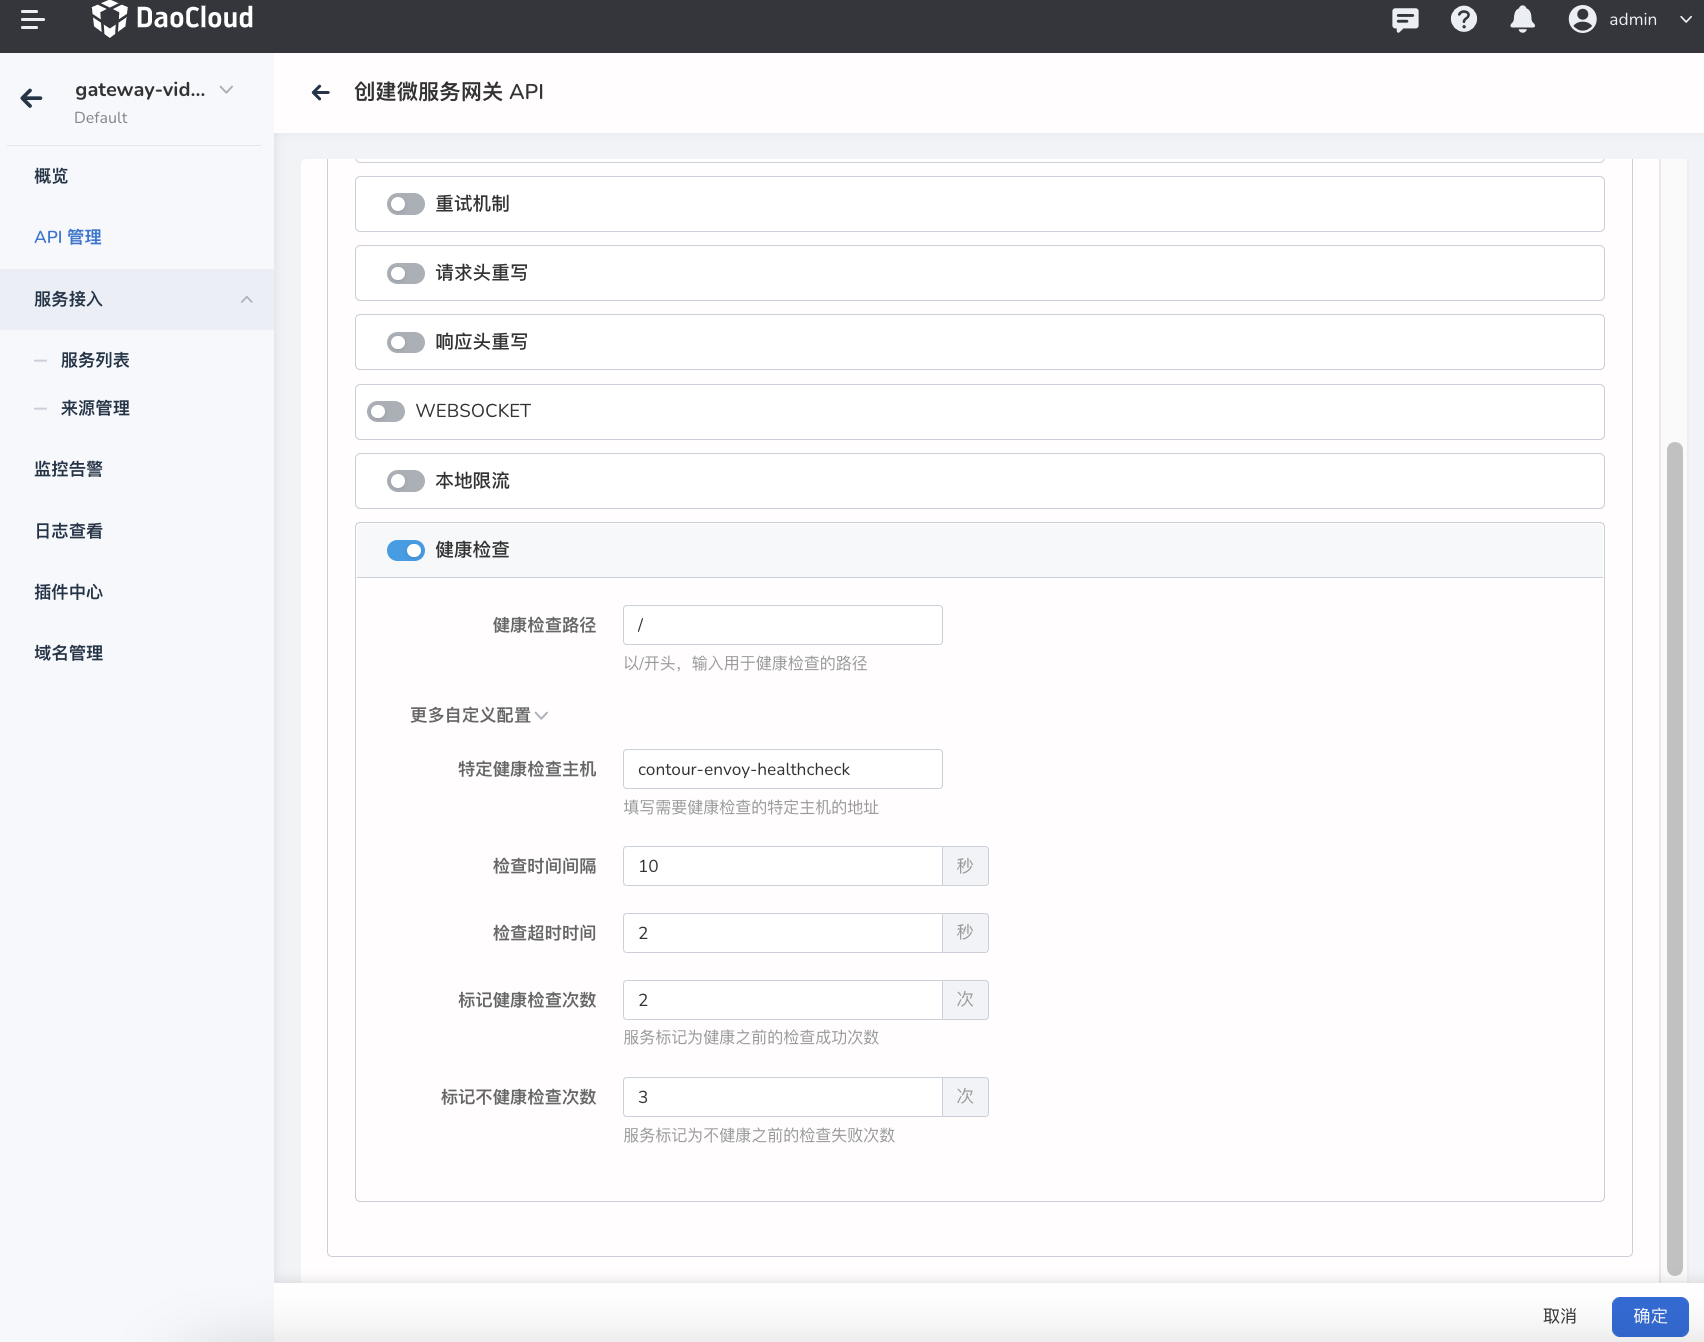 DaoCloud
admin
gateway-vid...
Default
概览
API 管理
服务接入
服务列表
来源管理
监控告警
日志查看
插件中心
域名管理
创建微服务网关 API
重试机制
请求头重写
响应头重写
WEBSOCKET
本地限流
健康检查
健康检查路径 /
以/开头，输入用于健康检查的路径
更多自定义配置
特定健康检查主机 contour-envoy-healthcheck
填写需要健康检查的特定主机的地址
检查时间间隔 10 秒
检查超时时间 2 秒
标记健康检查次数 2 次
服务标记为健康之前的检查成功次数
标记不健康检查次数 3 次
服务标记为不健康之前的检查失败次数
取消 确定